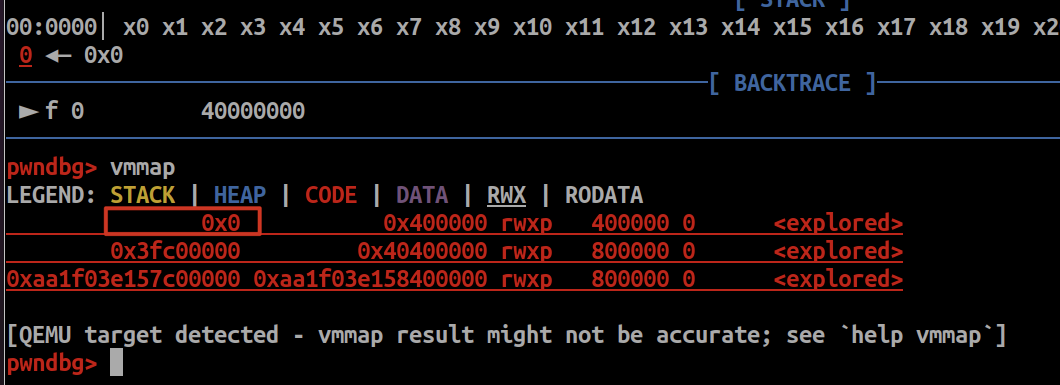 [ STACK ]
00:0000│ x0 x1 x2 x3 x4 x5 x6 x7 x8 x9 x10 x11 x12 x13 x14 x15 x16 x17 x18 x19 x2
0 ◂— 0x0
[ BACKTRACE ]
► f 0 40000000
pwndbg> vmmap
LEGEND: STACK | HEAP | CODE | DATA | RWX | RODATA
0x0 0x400000 rwxp 400000 0 <explored>
0x3fc00000 0x40400000 rwxp 800000 0 <explored>
0xaa1f03e157c00000 0xaa1f03e158400000 rwxp 800000 0 <explored>
[QEMU target detected - vmmap result might not be accurate; see `help vmmap`]
pwndbg>